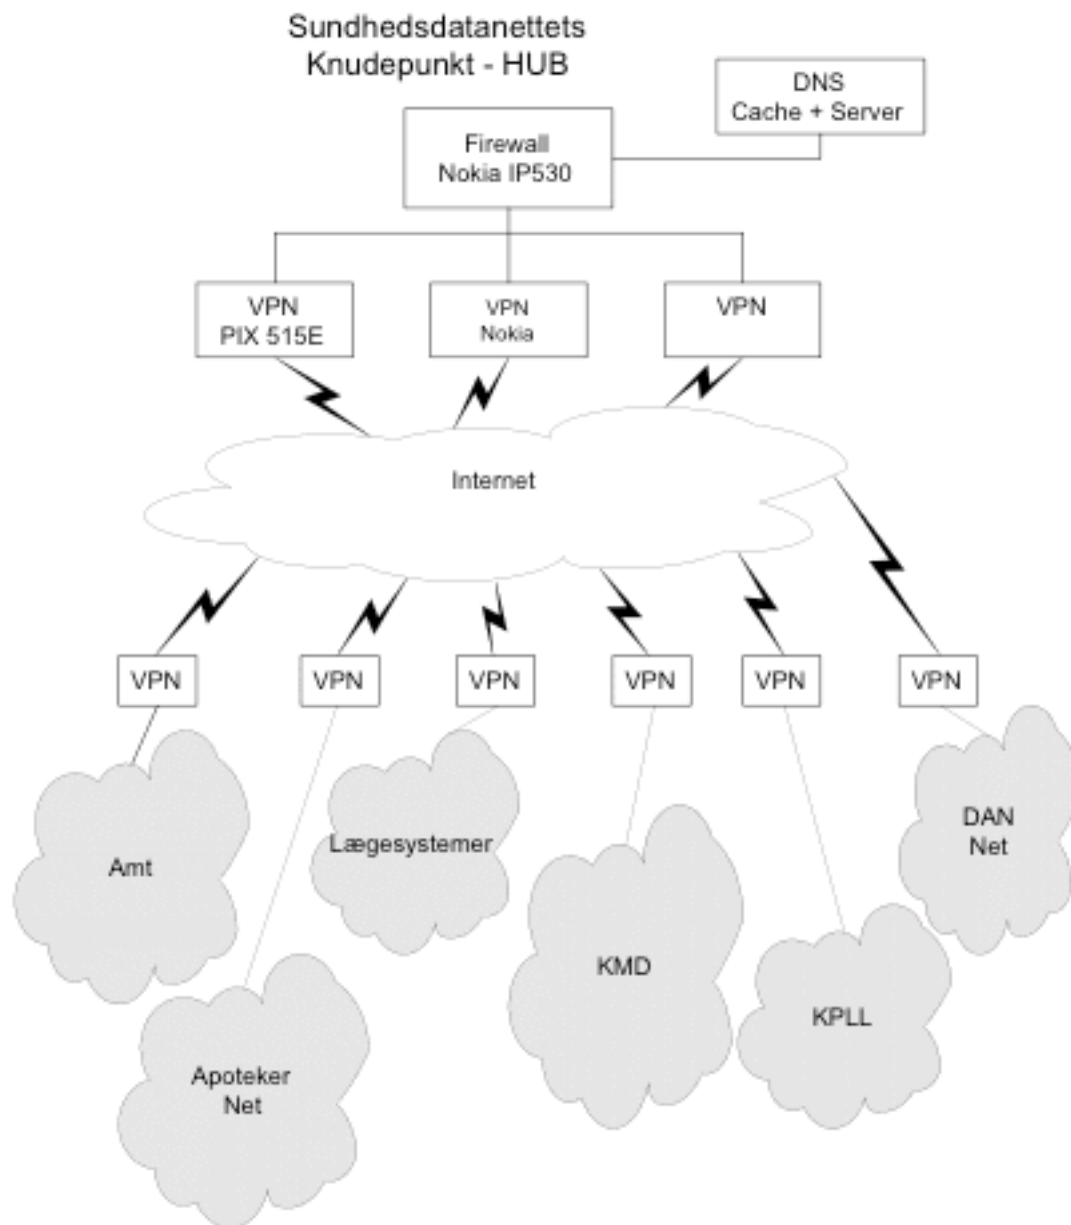 Sundhedsdatanettets
Knudepunkt - HUB
DNS
Cache + Server
Firewall
Nokia IP530
VPN
PIX 515E
VPN
Nokia
VPN
Internet
VPN
VPN
VPN
VPN
VPN
VPN
Amt
Lægesystemer
DAN
Net
KMD
KPLL
Apoteker
Net